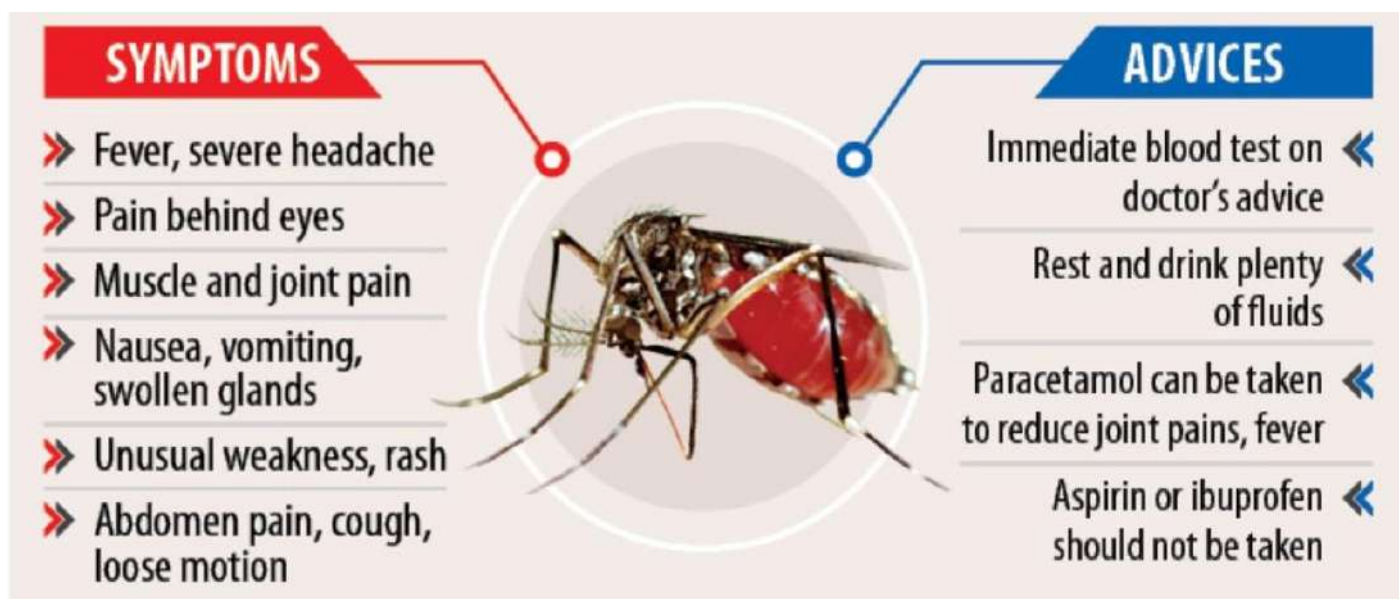 SYMPTOMS
Fever, severe headache
Pain behind eyes
Muscle and joint pain
Nausea, vomiting,
swollen glands
Unusual weakness, rash
Abdomen pain, cough,
loose motion
ADVICES
Immediate blood test on
doctor's advice
Rest and drink plenty
of fluids
Paracetamol can be taken
to reduce joint pains, fever
Aspirin or ibuprofen
should not be taken